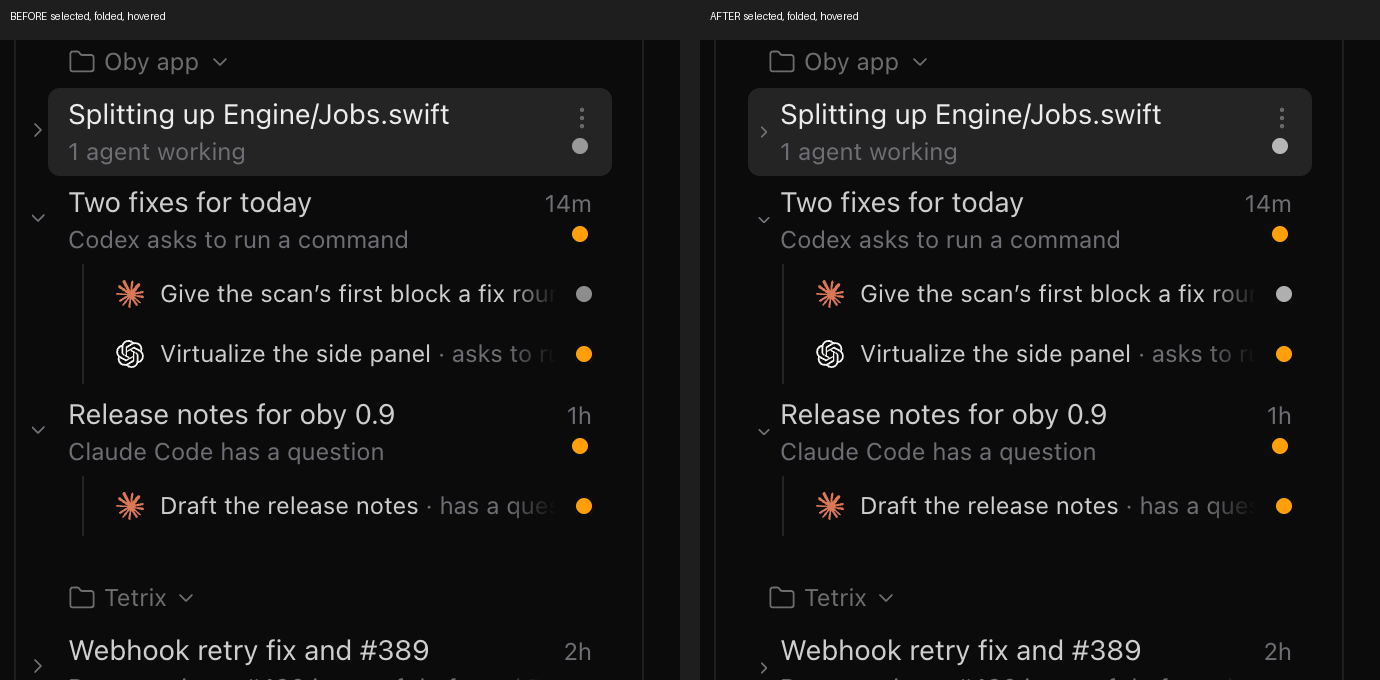 BEFORE selected, folded, hovered
Oby app
Splitting up Engine/Jobs.swift
1 agent working
Two fixes for today
14m
Codex asks to run a command
Give the scan’s first block a fix rour
Virtualize the side panel · asks to ru
Release notes for oby 0.9
1h
Claude Code has a question
Draft the release notes · has a ques
Tetrix
Webhook retry fix and #389
2h
AFTER selected, folded, hovered
Oby app
Splitting up Engine/Jobs.swift
1 agent working
Two fixes for today
14m
Codex asks to run a command
Give the scan’s first block a fix rour
Virtualize the side panel · asks to ru
Release notes for oby 0.9
1h
Claude Code has a question
Draft the release notes · has a ques
Tetrix
Webhook retry fix and #389
2h